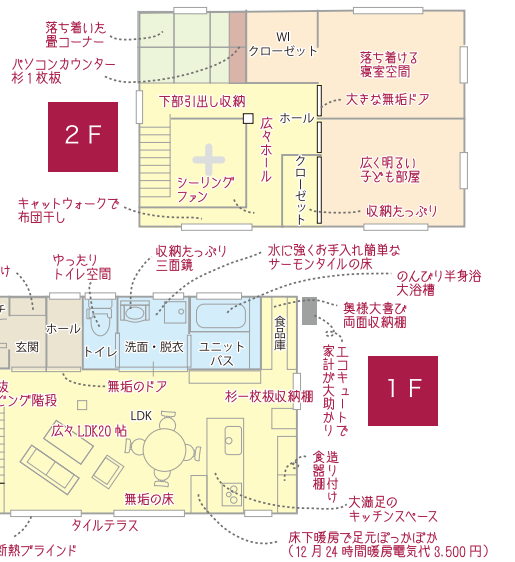 落ち着いた
畳コーナー
パソコンカウンター
杉1枚板
WI
クローゼット
落ち着ける
寝室空間
下部引出し収納
大きな無垢ドア
ホール
広々ホール
2F
シーリング
ファン
クローゼット
広く明るい
子ども部屋
キャットウォークで
布団干し
収納たっぷり
ゆったり
トイレ空間
収納たっぷり
三面鏡
水に強くお手入れ簡単な
サーモンタイルの床
のんびり半身浴
大浴槽
け
奥様大喜び
両面収納棚
玄関
ホール
トイレ
洗面・脱衣
ユニット
バス
食品庫
エコキュートで
家計が大助かり
1F
無垢のドア
杉一枚板収納棚
板
ビング階段
LDK
広々LDK20帖
無垢の床
食器棚
造り付け
大満足の
キッチンスペース
タイルテラス
床下暖房で足元ぽっかぽか
(12月24時間暖房電気代3,500円)
断熱ブラインド